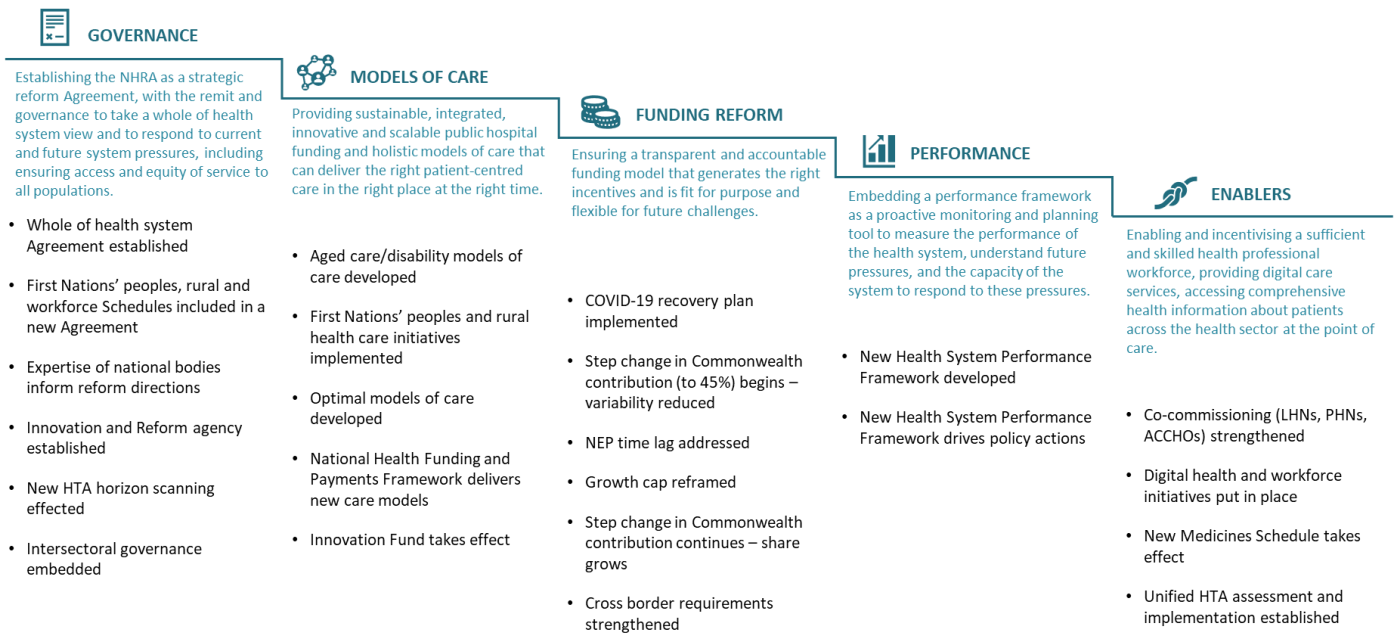 GOVERNANCE
Establishing the NHRA as a strategic
reform Agreement, with the remit and
governance to take a whole of health
system view and to respond to current
and future system pressures, including
ensuring access and equity of service to
all populations.
• Whole of health system
Agreement established
• First Nations’ peoples, rural and
workforce Schedules included in a
new Agreement
• Expertise of national bodies
inform reform directions
• Innovation and Reform agency
established
• New HTA horizon scanning
effected
• Intersectoral governance
embedded
MODELS OF CARE
Providing sustainable, integrated,
innovative and scalable public hospital
funding and holistic models of care that
can deliver the right patient-centred
care in the right place at the right time.
• Aged care/disability models of
care developed
• First Nations’ peoples and rural
health care initiatives
implemented
• Optimal models of care
developed
• National Health Funding and
Payments Framework delivers
new care models
• Innovation Fund takes effect
FUNDING REFORM
Ensuring a transparent and accountable
funding model that generates the right
incentives and is fit for purpose and
flexible for future challenges.
• COVID-19 recovery plan
implemented
• Step change in Commonwealth
contribution (to 45%) begins –
variability reduced
• NEP time lag addressed
• Growth cap reframed
• Step change in Commonwealth
contribution continues – share
grows
• Cross border requirements
strengthened
PERFORMANCE
Embedding a performance framework
as a proactive monitoring and planning
tool to measure the performance of
the health system, understand future
pressures, and the capacity of the
system to respond to these pressures.
• New Health System Performance
Framework developed
• New Health System Performance
Framework drives policy actions
ENABLERS
Enabling and incentivising a sufficient
and skilled health professional
workforce, providing digital care
services, accessing comprehensive
health information about patients
across the health sector at the point of
care.
• Co-commissioning (LHNs, PHNs,
ACCHOs) strengthened
• Digital health and workforce
initiatives put in place
• New Medicines Schedule takes
effect
• Unified HTA assessment and
implementation established